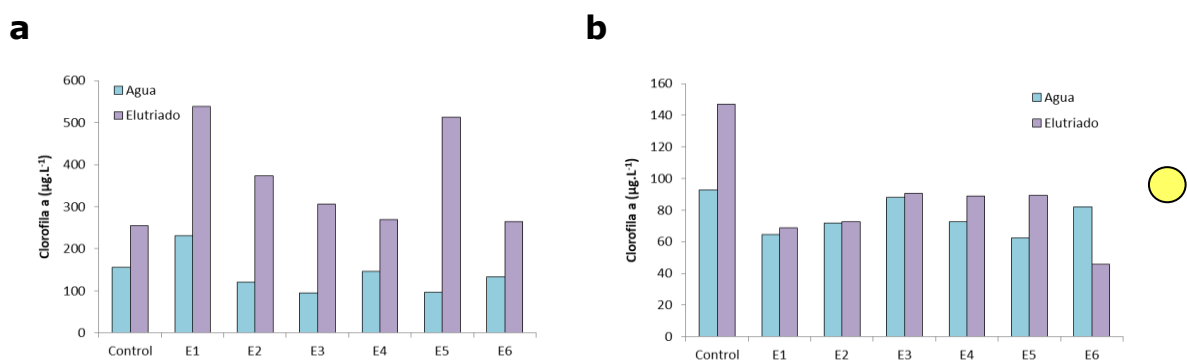 a
Clorofila a (µg.L-1)
600
500
400
300
200
100
0
Agua
Elutriado
Control E1 E2 E3 E4 E5 E6
b
Clorofila a (µg.L-1)
160
140
120
100
80
60
40
20
0
Agua
Elutriado
Control E1 E2 E3 E4 E5 E6